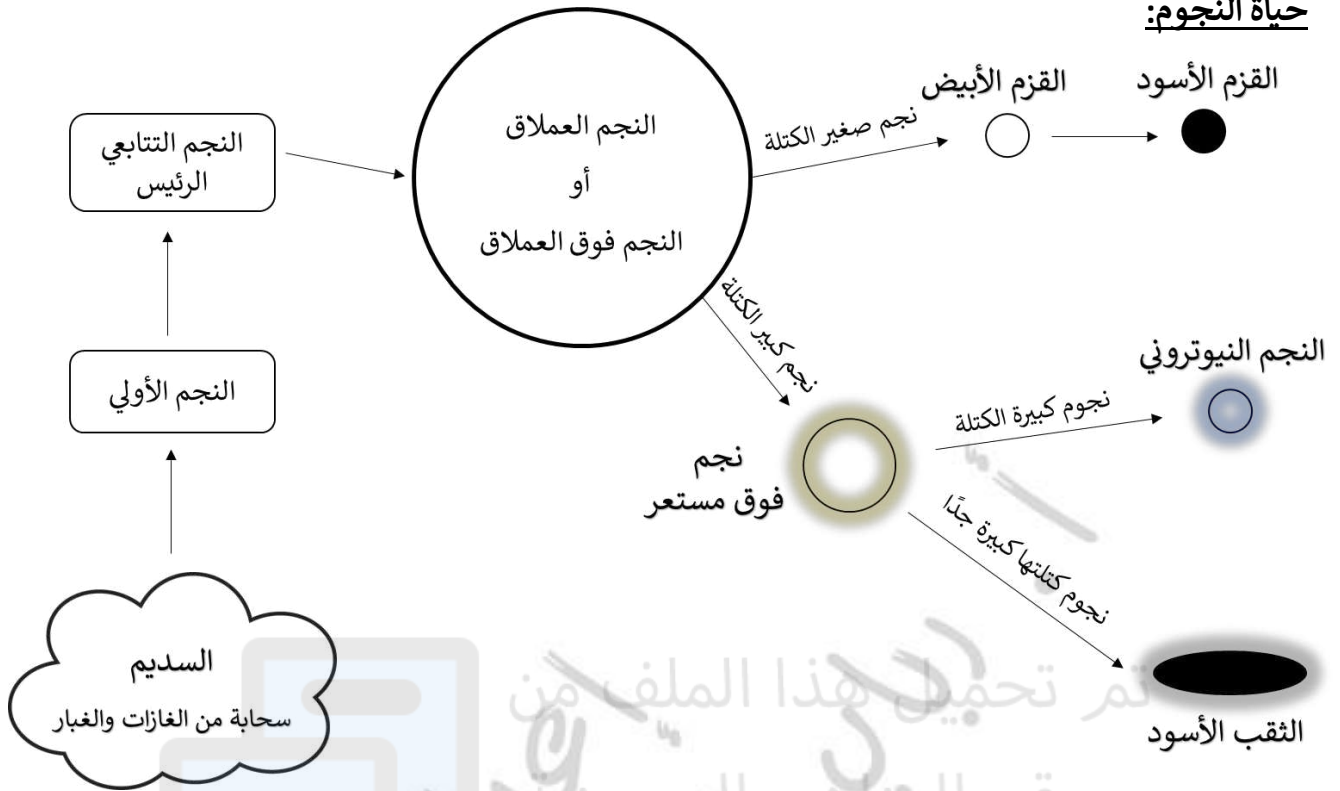 حياة النجوم:
القزم الأسود
القزم الأبيض
نجم صغير الكتلة
النجم العملاق
أو
النجم فوق العملاق
النجم التتابعي
الرئيس
نجم كبير الكتلة
النجم النيوتروني
نجوم كبيرة الكتلة
نجم
فوق مستعر
النجم الأولي
نجوم كتلتها كبيرة جدًا
السديم
سحابة من الغازات والغبار
تم تحميل هذا الملف من
الثقب الأسود